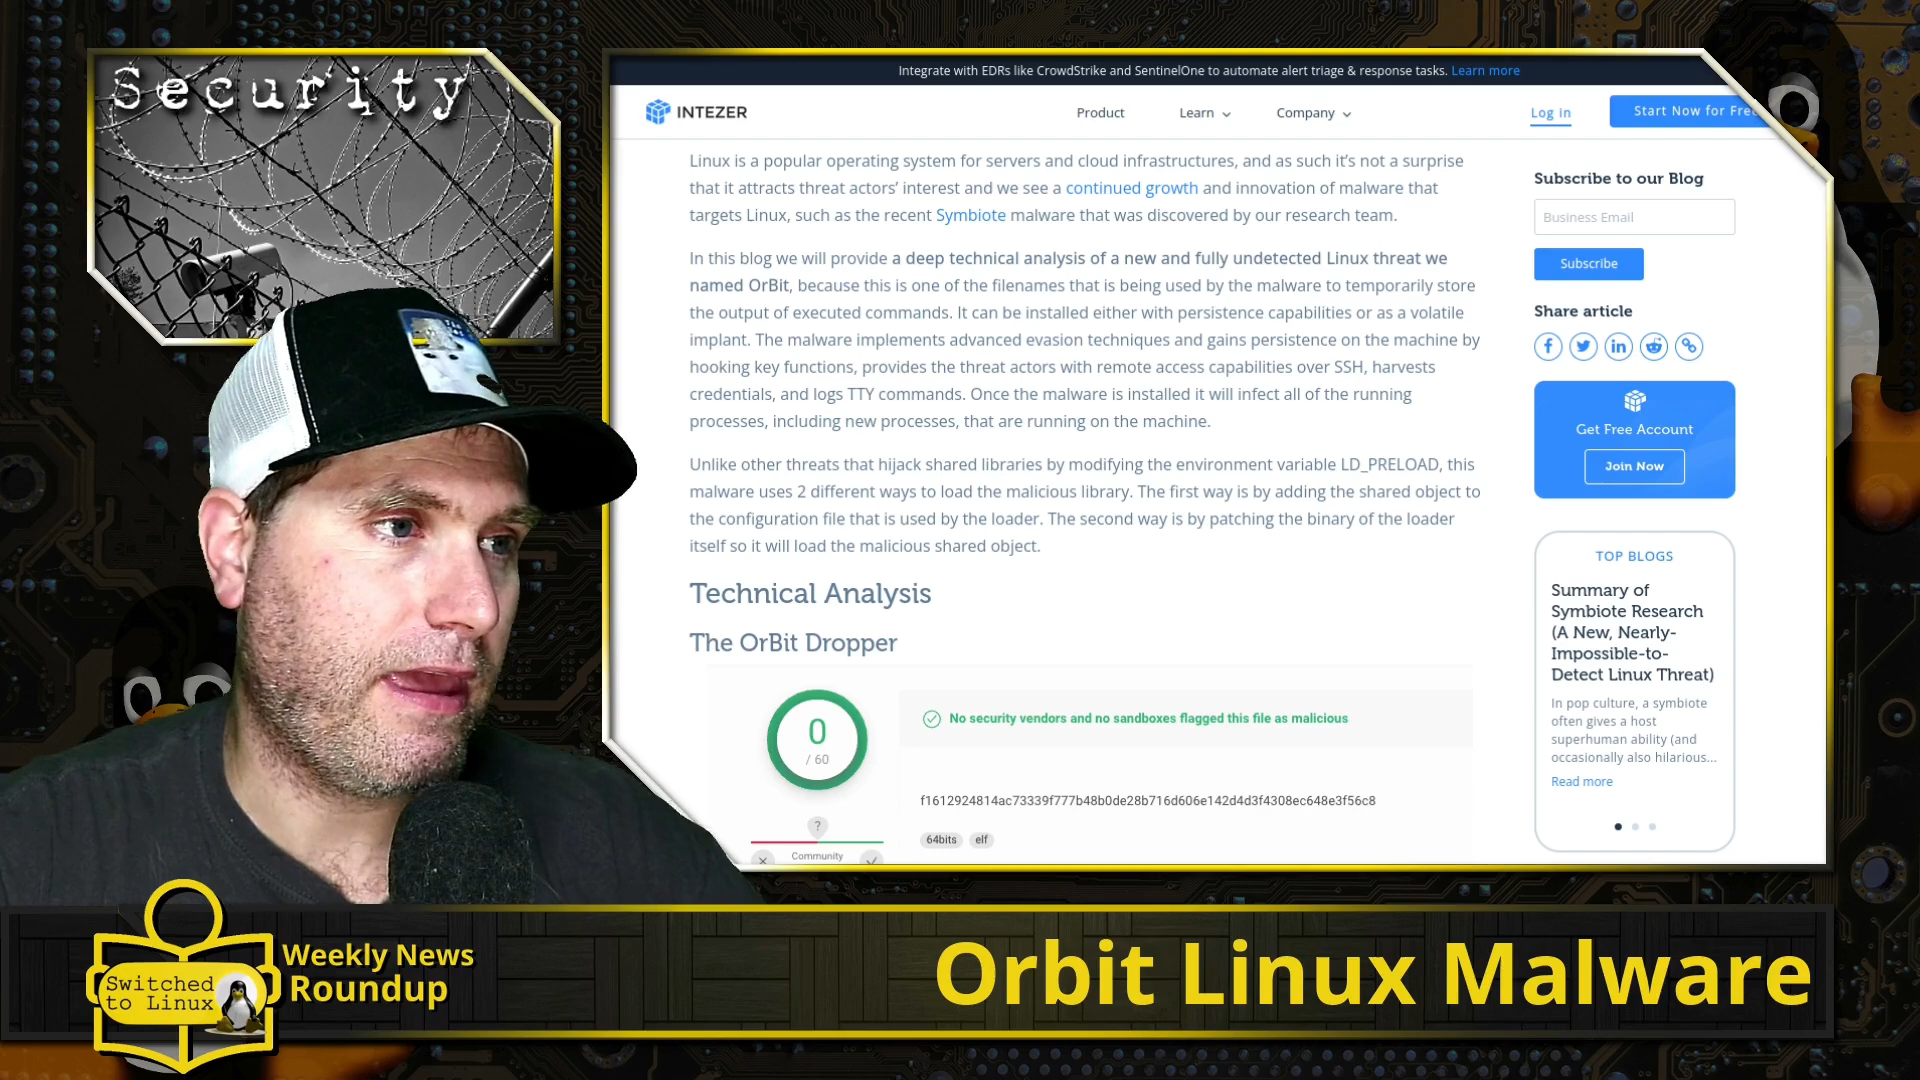 Security
Integrate with EDRs like CrowdStrike and SentinelOne to automate alert triage & response tasks. Learn more
INTEZER
Product
Learn
Company
Log in
Start Now for Free
Linux is a popular operating system for servers and cloud infrastructures, and as such it’s not a surprise
that it attracts threat actors’ interest and we see a continued growth and innovation of malware that
targets Linux, such as the recent Symbiote malware that was discovered by our research team.
In this blog we will provide a deep technical analysis of a new and fully undetected Linux threat we
named OrBit, because this is one of the filenames that is being used by the malware to temporarily store
the output of executed commands. It can be installed either with persistence capabilities or as a volatile
implant. The malware implements advanced evasion techniques and gains persistence on the machine by
hooking key functions, provides the threat actors with remote access capabilities over SSH, harvests
credentials, and logs TTY commands. Once the malware is installed it will infect all of the running
processes, including new processes, that are running on the machine.
Unlike other threats that hijack shared libraries by modifying the environment variable LD_PRELOAD, this
malware uses 2 different ways to load the malicious library. The first way is by adding the shared object to
the configuration file that is used by the loader. The second way is by patching the binary of the loader
itself so it will load the malicious shared object.
Technical Analysis
The OrBit Dropper
0
/ 60
?
Community
No security vendors and no sandboxes flagged this file as malicious
f1612924814ac73339f777b48b0de28b716d606e142d4d3f4308ec648e3f56c8
64bits
elf
Subscribe to our Blog
Business Email
Subscribe
Share article
Get Free Account
Join Now
TOP BLOGS
Summary of
Symbiote Research
(A New, Nearly-
Impossible-to-
Detect Linux Threat)
In pop culture, a symbiote
often gives a host
superhuman ability (and
occasionally also hilarious...
Read more
Switched
to Linux
Weekly News
Roundup
Orbit Linux Malware